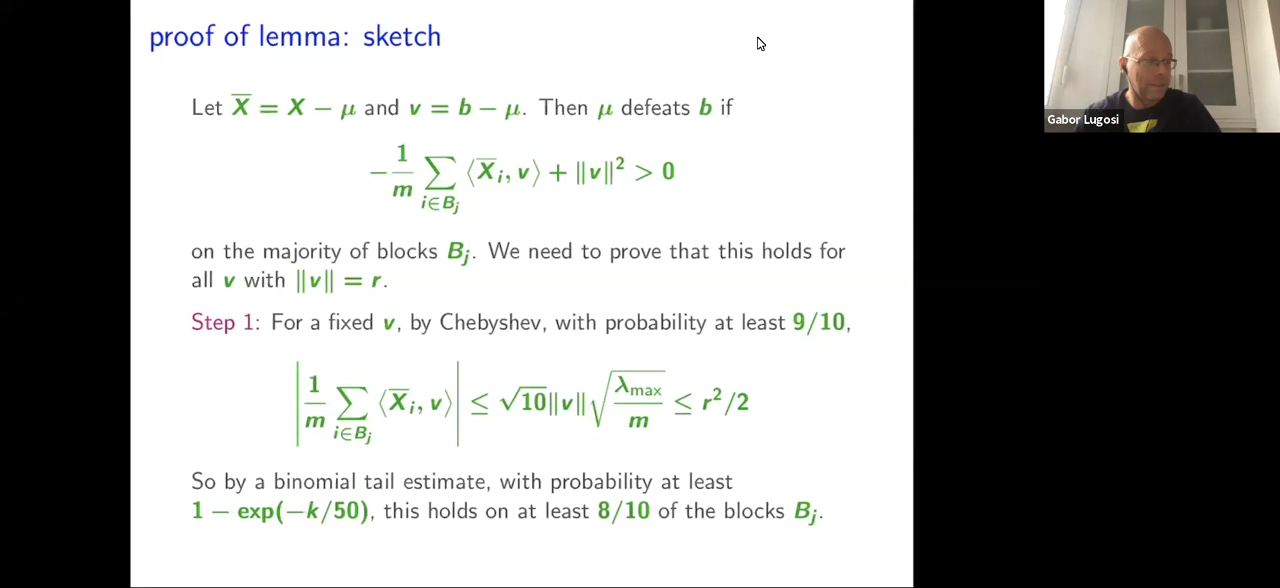 proof of lemma: sketch
Let X̅ = X − μ and v = b − μ. Then μ defeats b if
−1/m ∑_{i∈B_j} ⟨X̅_i, v⟩ + ‖v‖² > 0
on the majority of blocks B_j. We need to prove that this holds for
all v with ‖v‖ = r.
Step 1: For a fixed v, by Chebyshev, with probability at least 9/10,
|1/m ∑_{i∈B_j} ⟨X̅_i, v⟩| ≤ √10‖v‖√(λ_max/m) ≤ r²/2
So by a binomial tail estimate, with probability at least
1 − exp(−k/50), this holds on at least 8/10 of the blocks B_j.
Gabor Lugosi